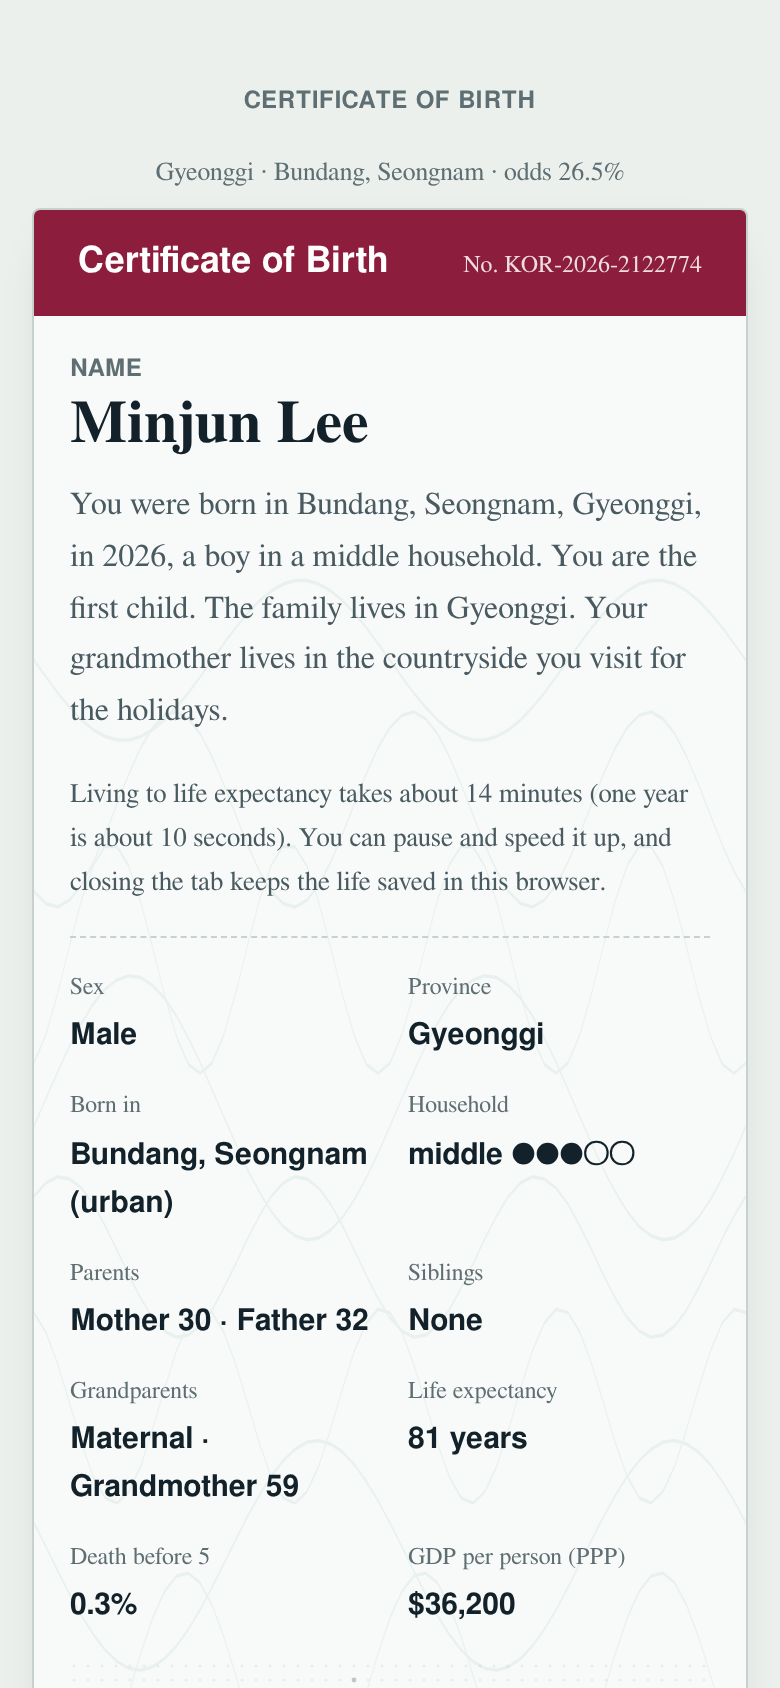 CERTIFICATE OF BIRTH
Gyeonggi · Bundang, Seongnam · odds 26.5%
Certificate of Birth
No. KOR-2026-2122774
NAME
Minjun Lee
You were born in Bundang, Seongnam, Gyeonggi,
in 2026, a boy in a middle household. You are the
first child. The family lives in Gyeonggi. Your
grandmother lives in the countryside you visit for
the holidays.
Living to life expectancy takes about 14 minutes (one year
is about 10 seconds). You can pause and speed it up, and
closing the tab keeps the life saved in this browser.
Sex
Male
Province
Gyeonggi
Born in
Bundang, Seongnam
(urban)
Household
middle ●●●○○
Parents
Mother 30 · Father 32
Siblings
None
Grandparents
Maternal ·
Grandmother 59
Life expectancy
81 years
Death before 5
0.3%
GDP per person (PPP)
$36,200